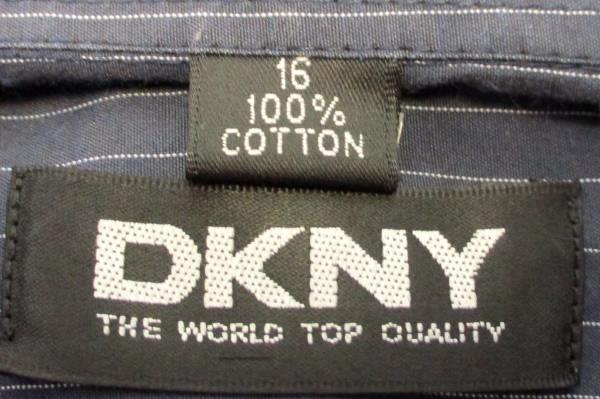 16
100%
COTTON
DKNY
THE WORLD TOP QUALITY